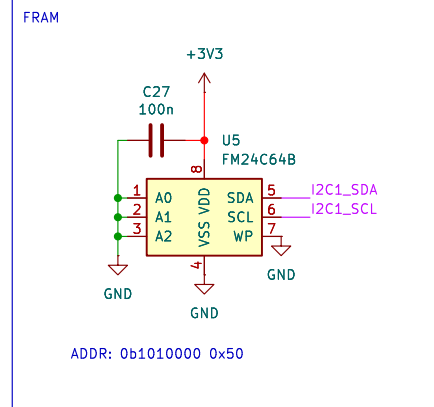 FRAM
+3V3
C27
100n
U5
FM24C64B
8
1 A0 VDD SDA 5 I2C1_SDA
2 A1 SCL 6 I2C1_SCL
3 A2 VSS WP 7
4
GND
GND
GND
ADDR: 0b1010000 0x50